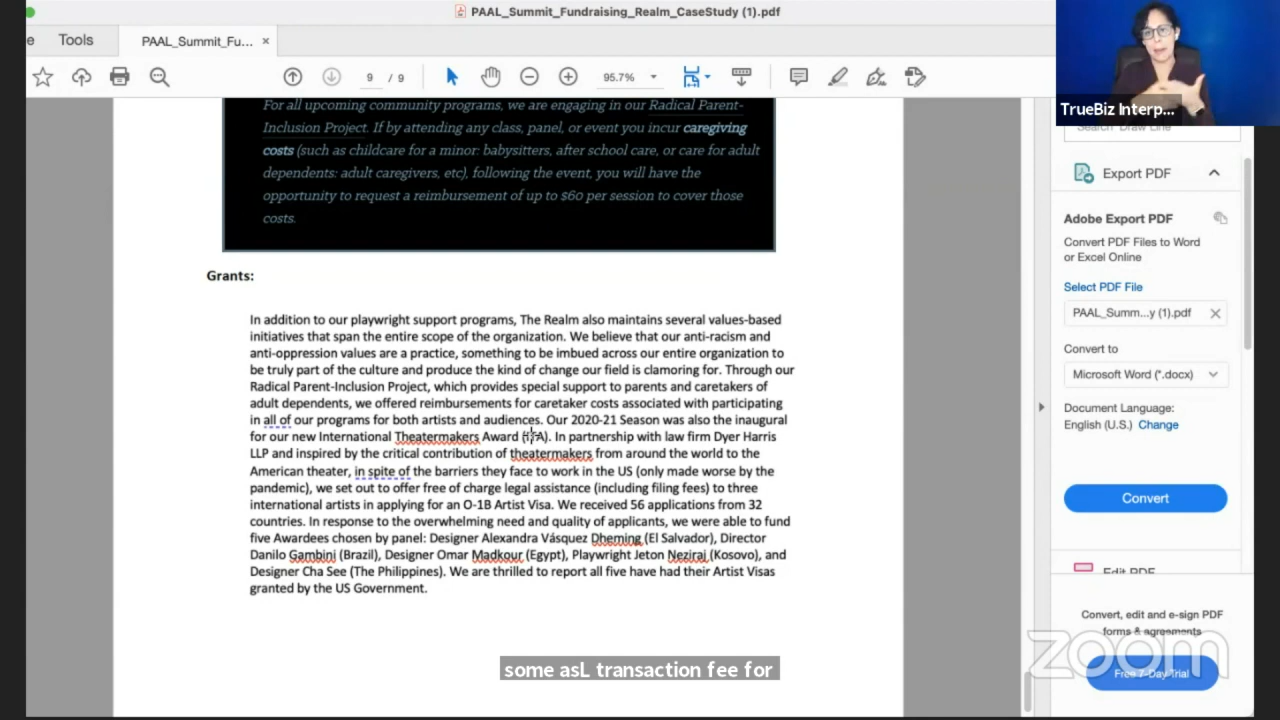 PAAL_Summit_Fundraising_Realm_CaseStudy (1).pdf
e Tools PAAL_Summit_Fu... ×
9 / 9 95.7%
TrueBiz Interp...
For all upcoming community programs, we are engaging in our Radical Parent-
Inclusion Project. If by attending any class, panel, or event you incur caregiving
costs (such as childcare for a minor: babysitters, after school care, or care for adult
dependents: adult caregivers, etc), following the event, you will have the
opportunity to request a reimbursement of up to $60 per session to cover those
costs.
Grants:
In addition to our playwright support programs, The Realm also maintains several values-based
initiatives that span the entire scope of the organization. We believe that our anti-racism and
anti-oppression values are a practice, something to be imbued across our entire organization to
be truly part of the culture and produce the kind of change our field is clamoring for. Through our
Radical Parent-Inclusion Project, which provides special support to parents and caretakers of
adult dependents, we offered reimbursements for caretaker costs associated with participating
in all of our programs for both artists and audiences. Our 2020-21 Season was also the inaugural
for our new International Theatermakers Award (ITA). In partnership with law firm Dyer Harris
LLP and inspired by the critical contribution of theatermakers from around the world to the
American theater, in spite of the barriers they face to work in the US (only made worse by the
pandemic), we set out to offer free of charge legal assistance (including filing fees) to three
international artists in applying for an O-1B Artist Visa. We received 56 applications from 32
countries. In response to the overwhelming need and quality of applicants, we were able to fund
five Awardees chosen by panel: Designer Alexandra Vásquez Dheming (El Salvador), Director
Danilo Gambini (Brazil), Designer Omar Madkour (Egypt), Playwright Jeton Neziraj (Kosovo), and
Designer Cha See (The Philippines). We are thrilled to report all five have had their Artist Visas
granted by the US Government.
Search 'Draw Line'
Export PDF
Adobe Export PDF
Convert PDF Files to Word
or Excel Online
Select PDF File
PAAL_Summ...y (1).pdf
Convert to
Microsoft Word (*.docx)
Document Language:
English (U.S.) Change
Convert
Edit PDF
Convert, edit and e-sign PDF
forms & agreements
Free 7-Day Trial
zoom
some asL transaction fee for